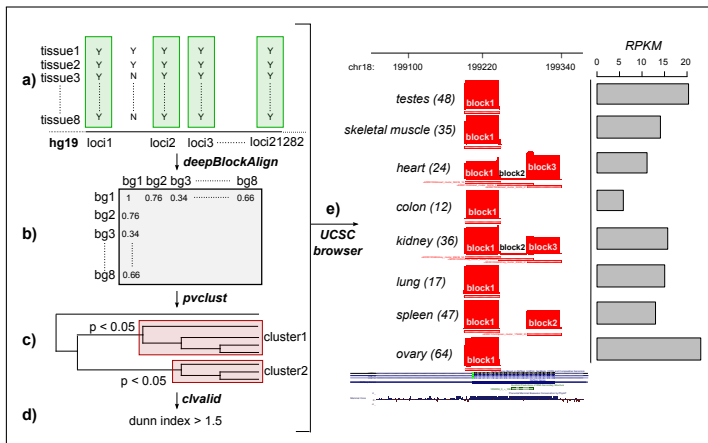 a)
tissue1 Y Y Y Y Y
tissue2 Y Y Y Y Y
tissue3 Y N Y Y Y
tissue8 Y N Y Y Y
hg19 loci1 loci2 loci3 loci21282
deepBlockAlign
bg1 bg2 bg3 bg8
b)
bg1 1 0.76 0.34 0.66
bg2 0.76
bg3 0.34
bg8 0.66
pvclust
c)
p < 0.05
cluster1
p < 0.05
cluster2
clvalid
d)
dunn index > 1.5
e)
UCSC
browser
chr18: 199100 199220 199340
RPKM
0 5 10 15 20
testes (48) block1
skeletal muscle (35) block1
heart (24) block1 block2 block3
colon (12) block1
kidney (36) block1 block2 block3
lung (17) block1
spleen (47) block1 block2
ovary (64) block1